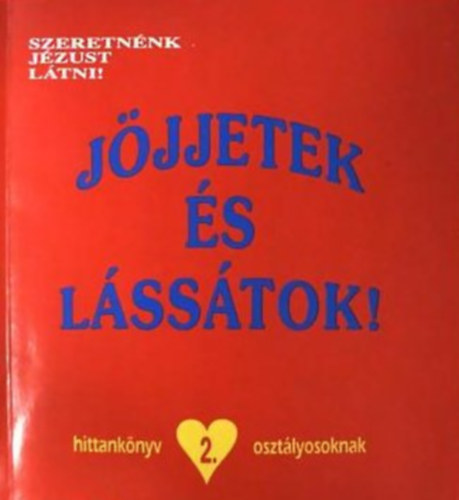 SZERETNÉNK
JÉZUST
LÁTNI!
JÖJJETEK
ÉS
LÁSSÁTOK!
hittankönyv 2. osztályosoknak